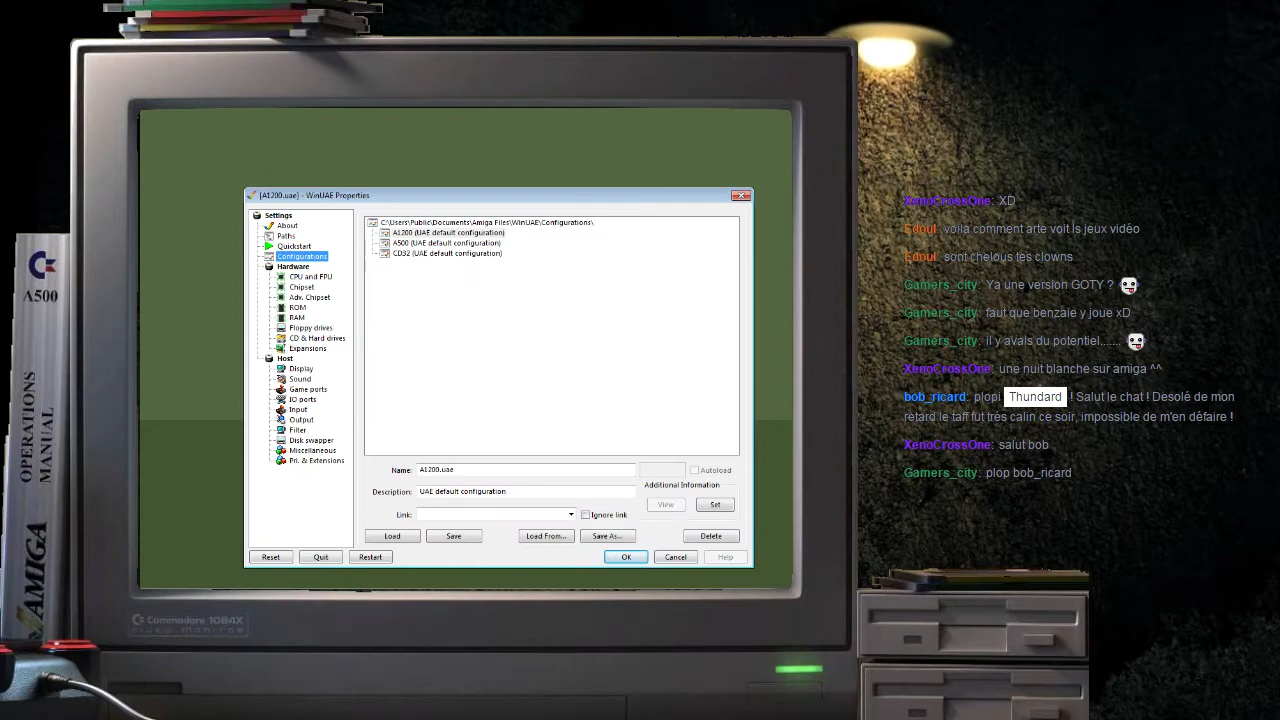 [A1200.uae] - WinUAE Properties
Settings
About
Paths
Quickstart
Configurations
Hardware
CPU and FPU
Chipset
Adv. Chipset
ROM
RAM
Floppy drives
CD & Hard drives
Expansions
Host
Display
Sound
Game ports
IO ports
Input
Output
Filter
Disk swapper
Miscellaneous
Pri. & Extensions
C:\Users\Public\Documents\Amiga Files\WinUAE\Configurations\
A1200 (UAE default configuration)
A500 (UAE default configuration)
CD32 (UAE default configuration)
Name: A1200.uae
Autoload
Additional Information
Description: UAE default configuration
View Set
Link: Ignore link
Load Save Load From... Save As... Delete
Reset Quit Restart OK Cancel Help
XenoCrossOne: XD
Edoul: voila comment arte voit ls jeux vidéo
Edoul: sont chelous tes clowns
Gamers_city: Ya une version GOTY ?
Gamers_city: faut que benzaie y joue xD
Gamers_city: il y avais du potentiel.......
XenoCrossOne: une nuit blanche sur amiga ^^
bob_ricard: plopi Thundard ! Salut le chat ! Desolé de mon
retard le taff fut trés calin ce soir, impossible de m'en défaire !
XenoCrossOne: salut bob
Gamers_city: plop bob_ricard
A500
OPERATIONS
MANUAL
AMIGA
Commodore 1084X
video monitor